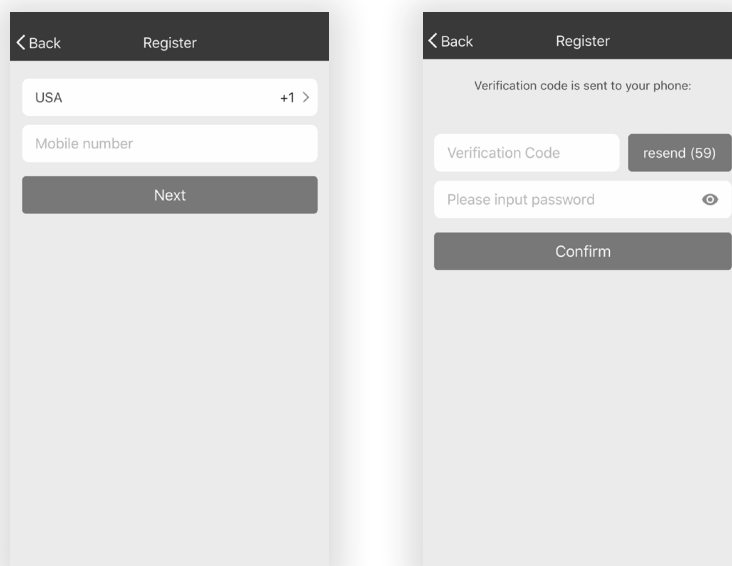 Back
Register
USA
+1
Mobile number
Next
Back
Register
Verification code is sent to your phone:
Verification Code
resend (59)
Please input password
Confirm